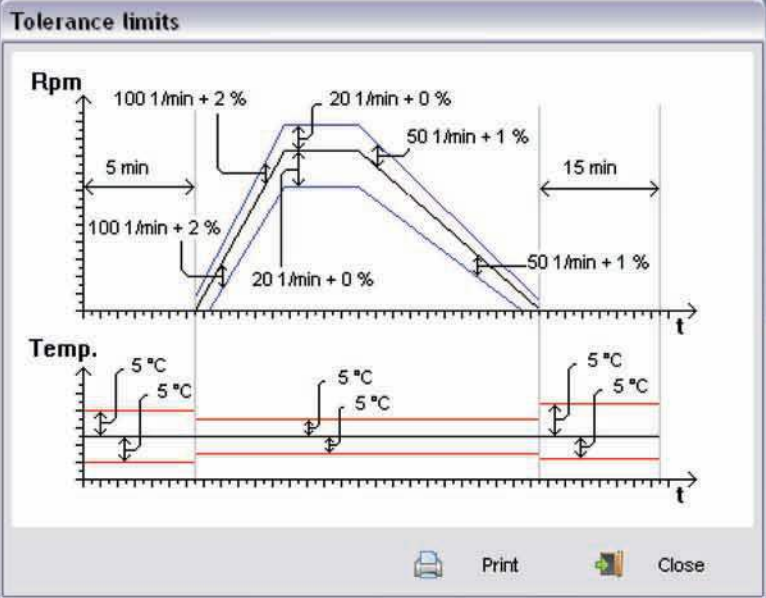 Tolerance limits
Rpm
100 1/min + 2 %
20 1/min + 0 %
50 1/min + 1 %
5 min
15 min
100 1/min + 2%
20 1/min + 0 %
50 1/min + 1 %
t
Temp.
5 °C
5 °C
5 °C
5 °C
5 °C
5 °C
t
Print
Close